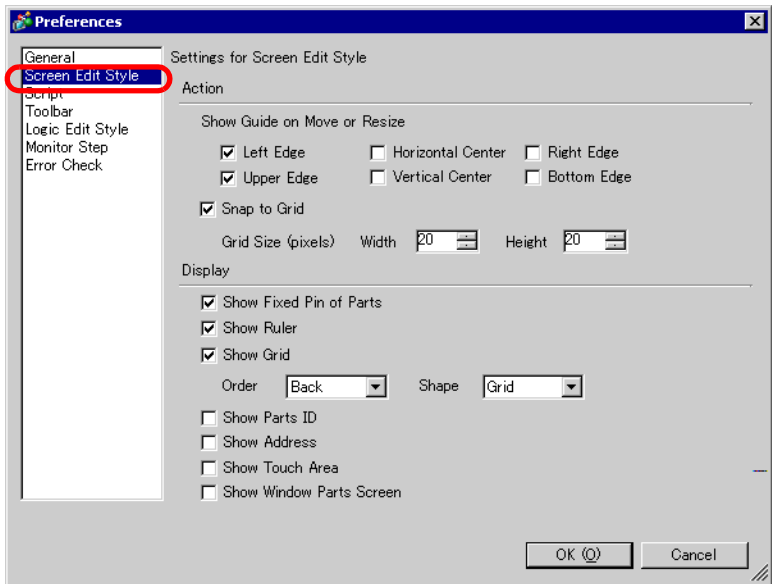 Preferences
General
Screen Edit Style
Script
Toolbar
Logic Edit Style
Monitor Step
Error Check
Settings for Screen Edit Style
Action
Show Guide on Move or Resize
Left Edge Horizontal Center Right Edge
Upper Edge Vertical Center Bottom Edge
Snap to Grid
Grid Size (pixels) Width 20 Height 20
Display
Show Fixed Pin of Parts
Show Ruler
Show Grid
Order Back Shape Grid
Show Parts ID
Show Address
Show Touch Area
Show Window Parts Screen
OK (O) Cancel